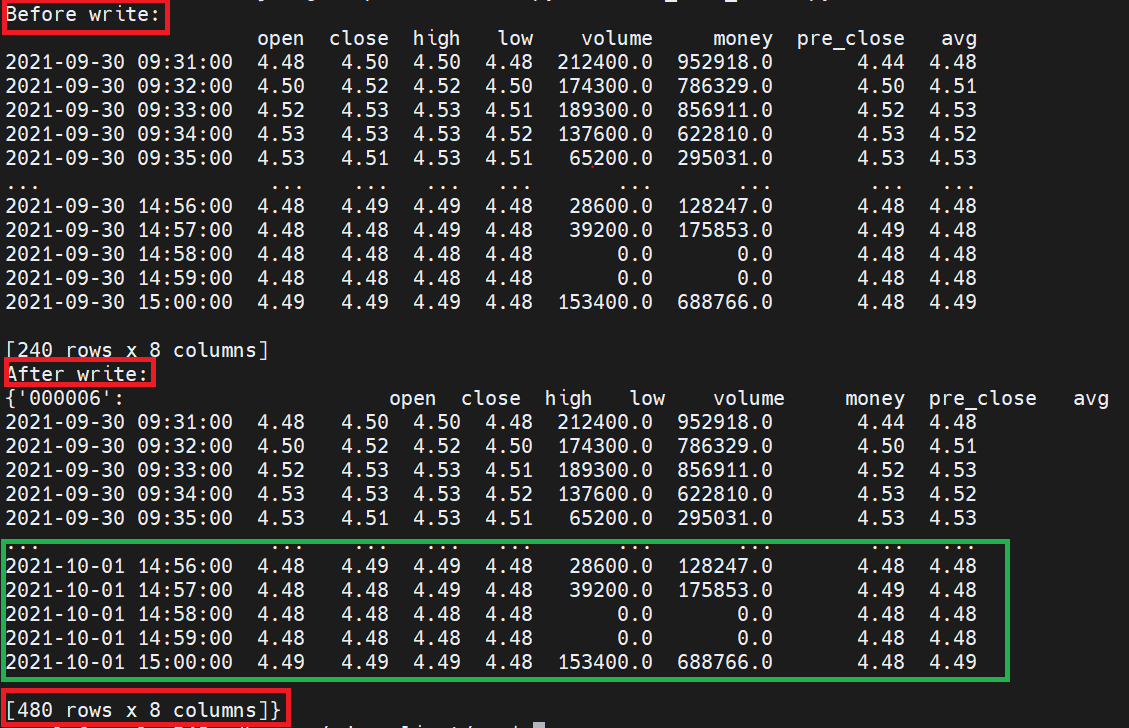 Before write:
open close high low volume money pre_close avg
2021-09-30 09:31:00 4.48 4.50 4.50 4.48 212400.0 952918.0 4.44 4.48
2021-09-30 09:32:00 4.50 4.52 4.52 4.50 174300.0 786329.0 4.50 4.51
2021-09-30 09:33:00 4.52 4.53 4.53 4.51 189300.0 856911.0 4.52 4.53
2021-09-30 09:34:00 4.53 4.53 4.53 4.52 137600.0 622810.0 4.53 4.52
2021-09-30 09:35:00 4.53 4.51 4.53 4.51 65200.0 295031.0 4.53 4.53
... ... ... ... ... ... ... ... ...
2021-09-30 14:56:00 4.48 4.49 4.49 4.48 28600.0 128247.0 4.48 4.48
2021-09-30 14:57:00 4.48 4.48 4.49 4.48 39200.0 175853.0 4.49 4.48
2021-09-30 14:58:00 4.48 4.48 4.48 4.48 0.0 0.0 4.48 4.48
2021-09-30 14:59:00 4.48 4.48 4.48 4.48 0.0 0.0 4.48 4.48
2021-09-30 15:00:00 4.49 4.49 4.49 4.48 153400.0 688766.0 4.48 4.49
[240 rows x 8 columns]
After write:
{'000006': open close high low volume money pre_close avg
2021-09-30 09:31:00 4.48 4.50 4.50 4.48 212400.0 952918.0 4.44 4.48
2021-09-30 09:32:00 4.50 4.52 4.52 4.50 174300.0 786329.0 4.50 4.51
2021-09-30 09:33:00 4.52 4.53 4.53 4.51 189300.0 856911.0 4.52 4.53
2021-09-30 09:34:00 4.53 4.53 4.53 4.52 137600.0 622810.0 4.53 4.52
2021-09-30 09:35:00 4.53 4.51 4.53 4.51 65200.0 295031.0 4.53 4.53
... ... ... ... ... ... ... ... ...
2021-10-01 14:56:00 4.48 4.49 4.49 4.48 28600.0 128247.0 4.48 4.48
2021-10-01 14:57:00 4.48 4.48 4.49 4.48 39200.0 175853.0 4.49 4.48
2021-10-01 14:58:00 4.48 4.48 4.48 4.48 0.0 0.0 4.48 4.48
2021-10-01 14:59:00 4.48 4.48 4.48 4.48 0.0 0.0 4.48 4.48
2021-10-01 15:00:00 4.49 4.49 4.49 4.48 153400.0 688766.0 4.48 4.49
[480 rows x 8 columns]}